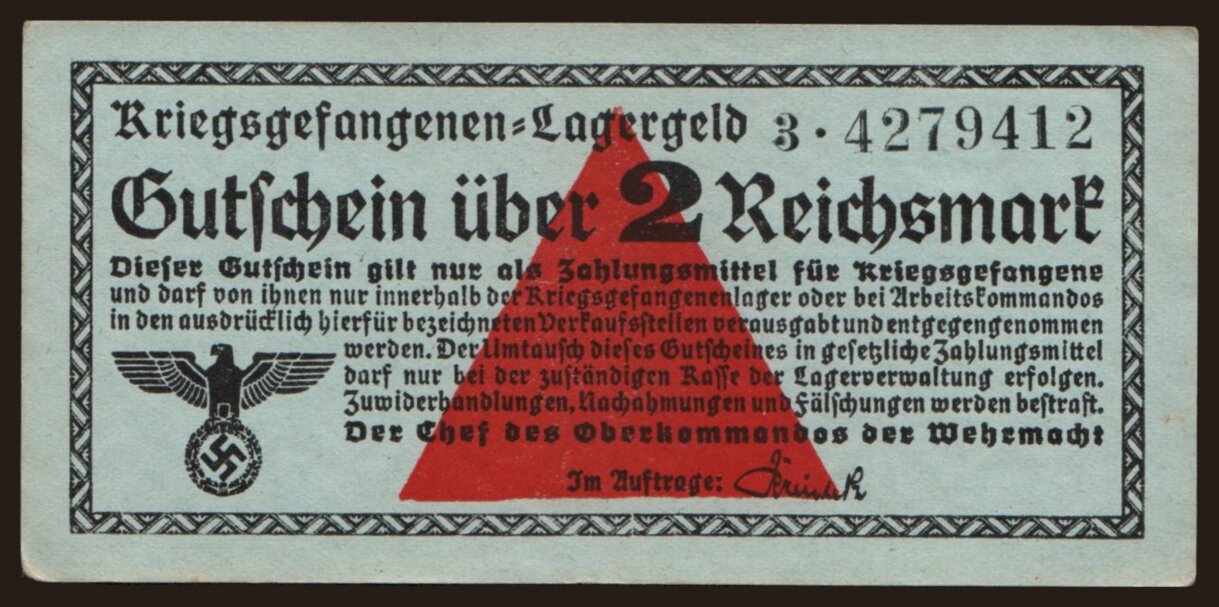 Kriegsgefangenen-Lagergeld 3 · 4279412
Gutschein über 2 Reichsmark
Dieser Gutschein gilt nur als Zahlungsmittel für Kriegsgefangene
und darf von ihnen nur innerhalb der Kriegsgefangenenlager oder bei Arbeitskommandos
in den ausdrücklich hierfür bezeichneten Verkaufsstellen verausgabt und entgegengenommen
werden. Der Umtausch dieses Gutscheines in gesetzliche Zahlungsmittel
darf nur bei der zuständigen Kasse der Lagerverwaltung erfolgen.
Zuwiderhandlungen, Nachahmungen und Fälschungen werden bestraft.
Der Chef des Oberkommandos der Wehrmacht
Im Auftrage: